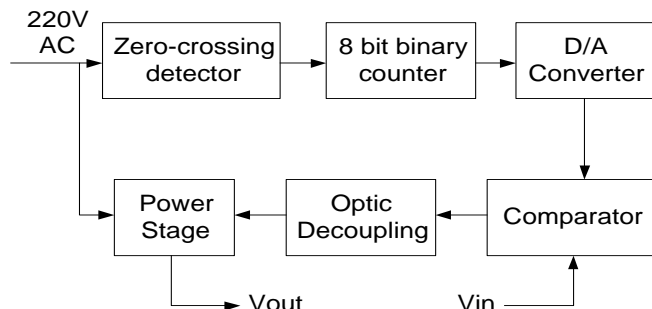 220V
AC
Zero-crossing
detector
8 bit binary
counter
D/A
Converter
Power
Stage
Optic
Decoupling
Comparator
Vout
Vin